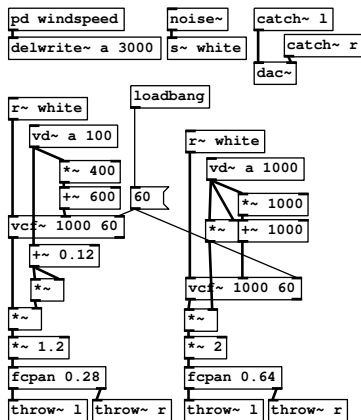 pd windspeed
delwrite~ a 3000
noise~
s~ white
catch~ l
catch~ r
dac~
r~ white
loadbang
vd~ a 100
*~ 400
+~ 600
60
vcf~ 1000 60
+~ 0.12
*~
*~
*~ 1.2
fcpan 0.28
throw~ l
throw~ r
r~ white
vd~ a 1000
*~ 1000
*~
+~ 1000
vcf~ 1000 60
*~
*~ 2
fcpan 0.64
throw~ l
throw~ r